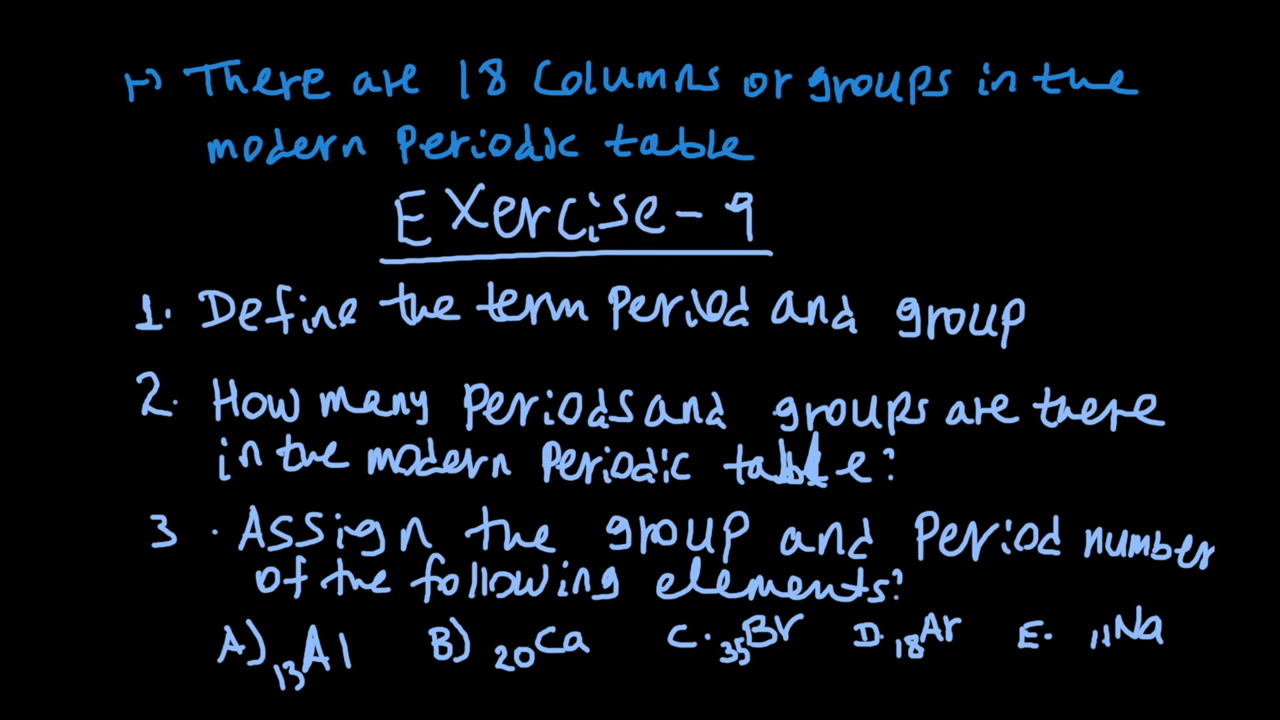 → There are 18 columns or groups in the
modern Periodic table
Exercise - 9
1. Define the term Period and group
2. How many Periods and groups are there
in the modern Periodic table?
3. Assign the group and Period number
of the following elements?
A) ₁₃Al B) ₂₀Ca C. ₃₅Br D. ₁₈Ar E. ₁₁Na